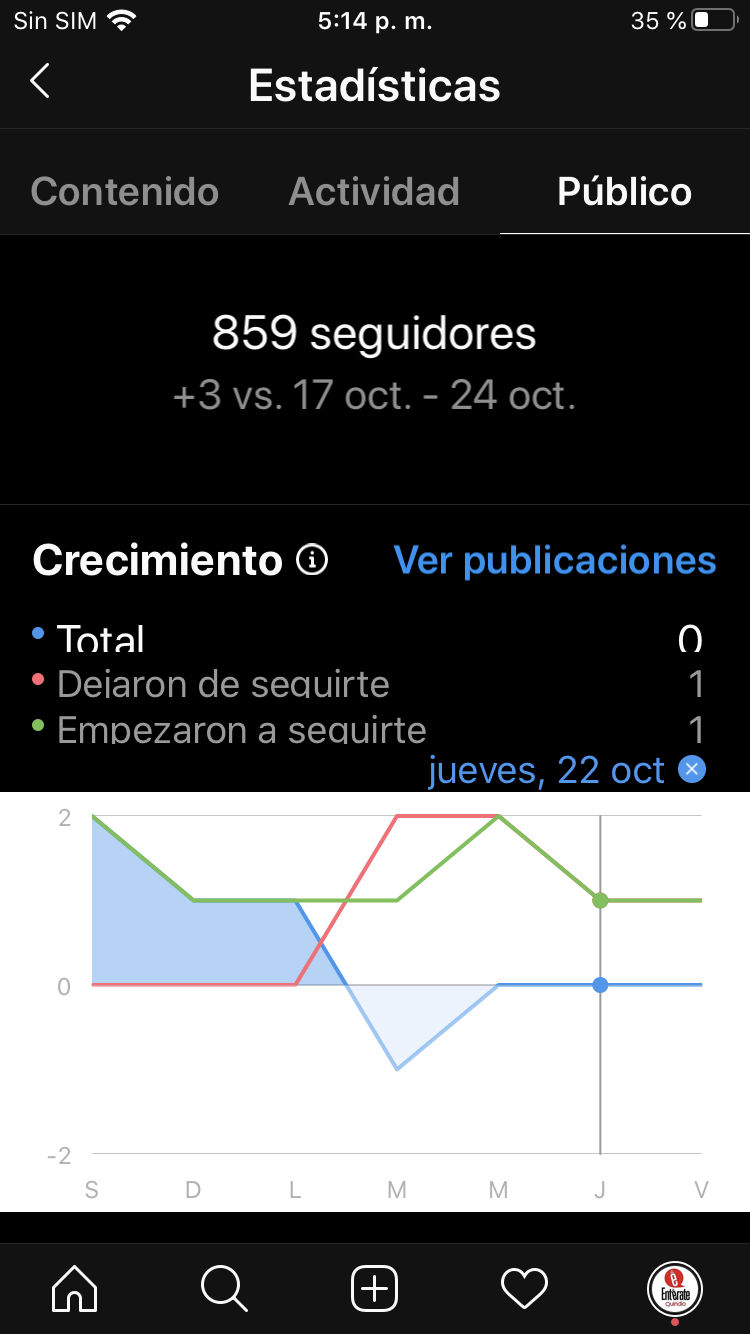 Sin SIM 5:14 p. m. 35 %
Estadísticas
Contenido Actividad Público
859 seguidores
+3 vs. 17 oct. - 24 oct.
Crecimiento Ver publicaciones
Total 0
Dejaron de seguirte 1
Empezaron a seguirte 1
jueves, 22 oct
2
0
-2
S D L M M J V
Entérate
Quindío